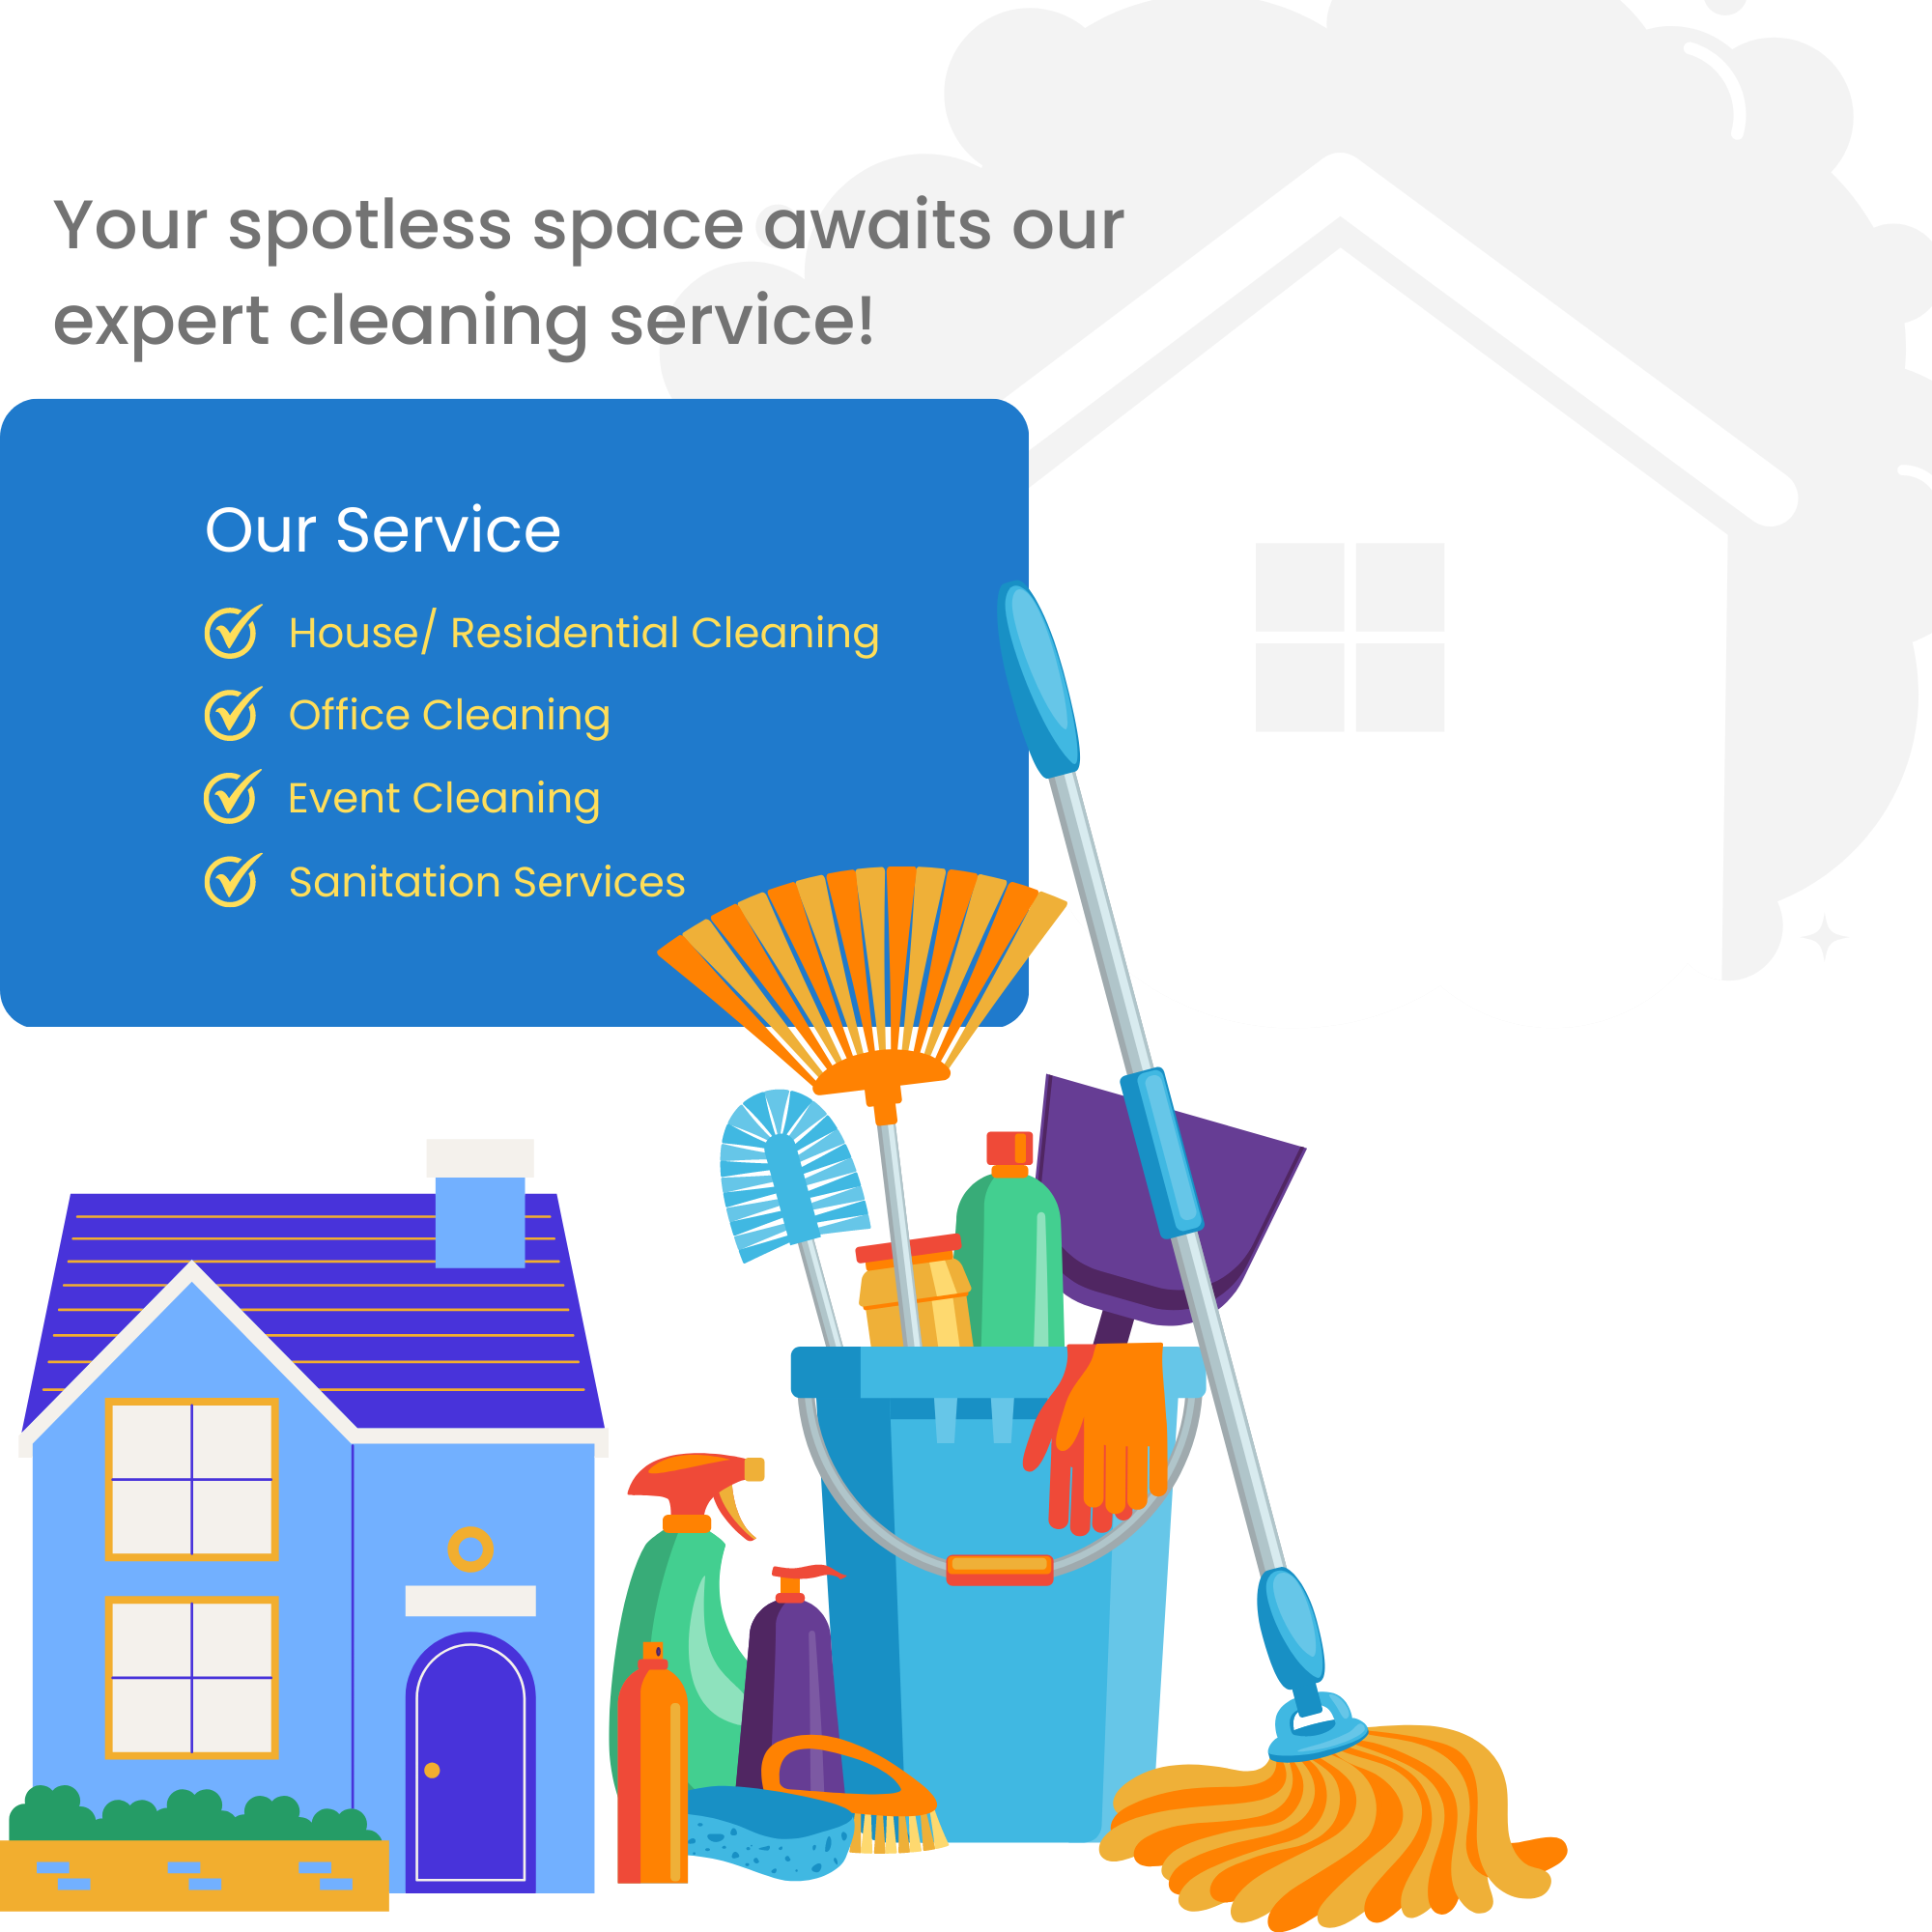 Your spotless space awaits our
expert cleaning service!
Our Service
House/ Residential Cleaning
Office Cleaning
Event Cleaning
Sanitation Services